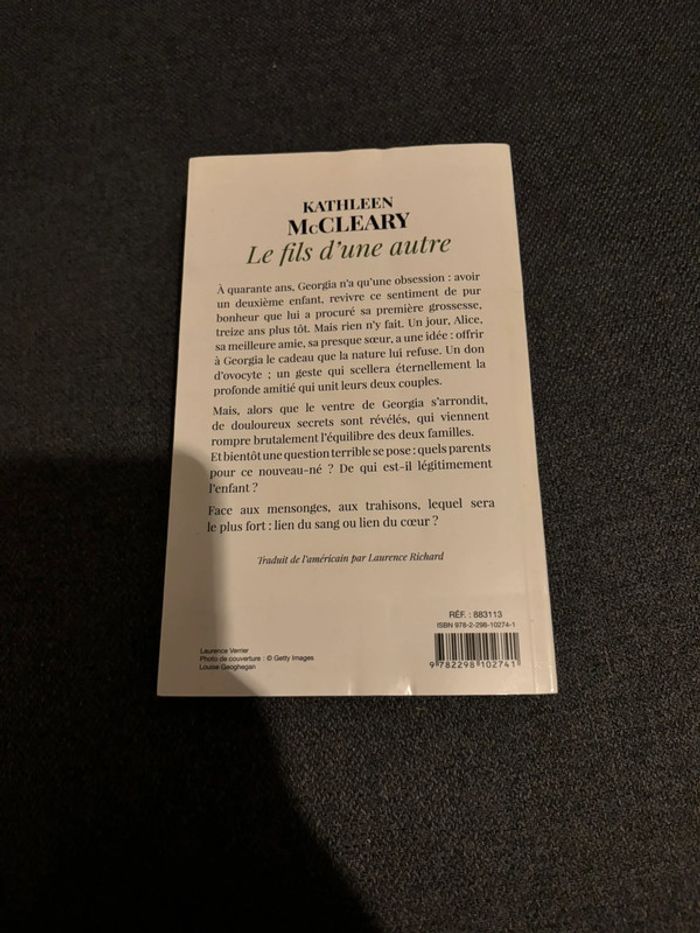 KATHLEEN
McCLEARY
Le fils d'une autre
À quarante ans, Georgia n'a qu'une obsession : avoir
un deuxième enfant, revivre ce sentiment de pur
bonheur que lui a procuré sa première grossesse,
treize ans plus tôt. Mais rien n'y fait. Un jour, Alice,
sa meilleure amie, sa presque sœur, a une idée : offrir
à Georgia le cadeau que la nature lui refuse. Un don
d'ovocyte ; un geste qui scellera éternellement la
profonde amitié qui unit leurs deux couples.
Mais, alors que le ventre de Georgia s'arrondit,
de douloureux secrets sont révélés, qui viennent
rompre brutalement l'équilibre des deux familles.
Et bientôt une question terrible se pose : quels parents
pour ce nouveau-né ? De qui est-il légitimement
l'enfant ?
Face aux mensonges, aux trahisons, lequel sera
le plus fort : lien du sang ou lien du cœur ?
Traduit de l'américain par Laurence Richard
RÉF. : 883113
ISBN 978-2-298-10274-1
9 782298 102741
Laurence Verrier
Photo de couverture : © Getty Images
Louise Geoghegan